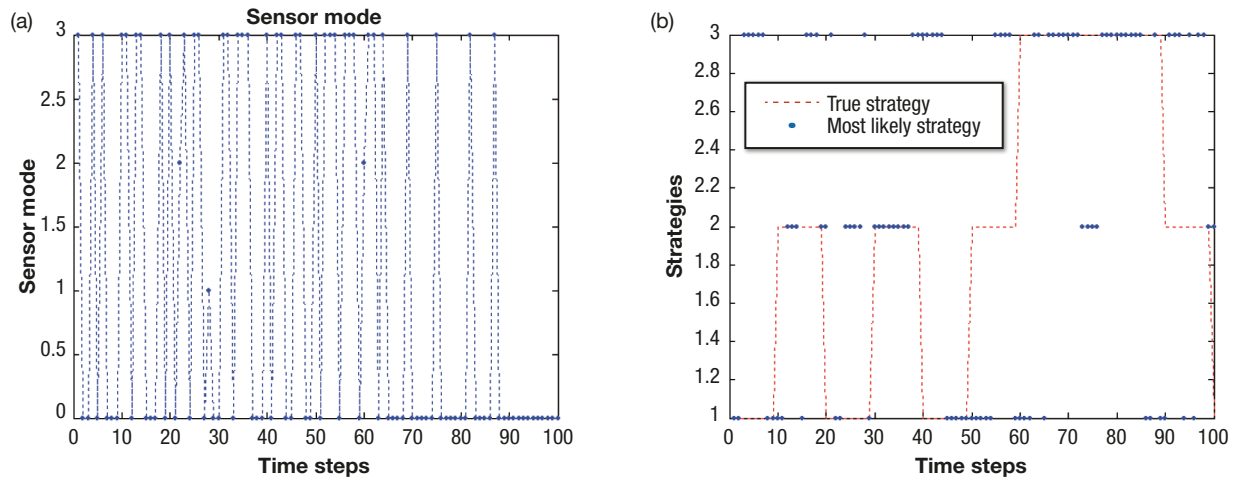 (a)
Sensor mode
Sensor mode
3
2.5
2
1.5
1
0.5
0
0 10 20 30 40 50 60 70 80 90 100
Time steps
(b)
Strategies
3
2.8
2.6
2.4
2.2
2
1.8
1.6
1.4
1.2
1
True strategy
Most likely strategy
0 10 20 30 40 50 60 70 80 90 100
Time steps